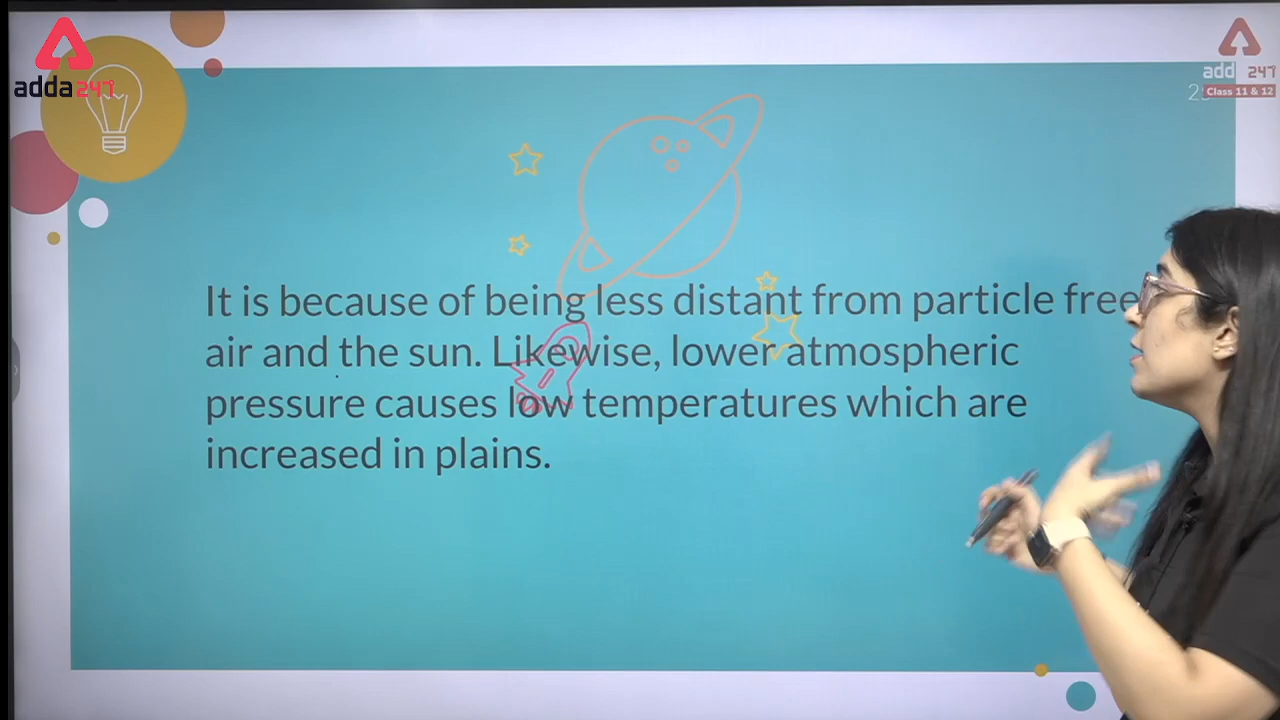 adda247
add 247
Class 11 & 12
It is because of being less distant from particle free
air and the sun. Likewise, lower atmospheric
pressure causes low temperatures which are
increased in plains.